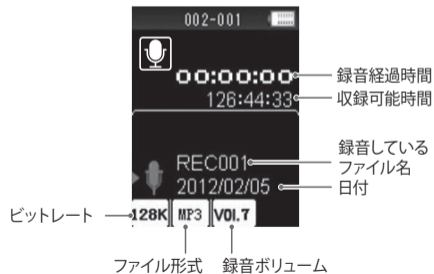 002-001
00:00:00
録音経過時間
126:44:33
収録可能時間
REC001
録音している
ファイル名
2012/02/05
日付
ビットレート
128K
MP3
VOl.7
ファイル形式
録音ボリューム